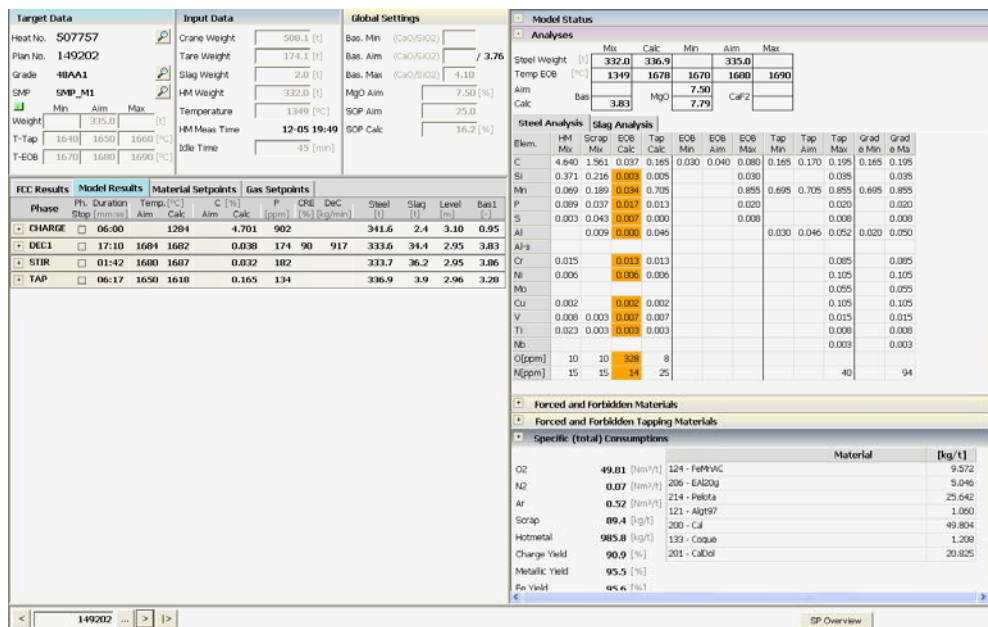 Target Data
Heat No. 507757
Plan No. 149202
Grade 48AA1
SMP SMP_M1
Min Aim Max
Weight 335.0 [t]
T-Tap 1640 1650 1660 [ºC]
T-EOB 1670 1680 1690 [ºC]
Input Data
Crane Weight 508.1 [t]
Tare Weight 174.1 [t]
Slag Weight 2.0 [t]
HM Weight 332.0 [t]
Temperature 1349 [ºC]
HM Meas Time 12-05 19:49
Idle Time 45 [min]
Global Settings
Bas. Min (CaO/SiO2)
Bas. Aim (CaO/SiO2) / 3.76
Bas. Max (CaO/SiO2) 4.10
MgO Aim 7.50 [%]
SOP Aim 25.0
SOP Calc 16.2 [%]
FCC Results Model Results Material Setpoints Gas Setpoints
Phase Ph. Duration Temp.[ºC] C [%] P CRE DeC Steel Slag Level Bas1
Stop [mm:ss] Aim Calc Aim Calc [ppm] [%] [kg/min] [t] [t] [m] [-]
+ CHARGE 06:00 1284 4.701 902 341.6 2.4 3.10 0.95
+ DEC1 17:10 1684 1682 0.038 174 90 917 333.6 34.4 2.95 3.83
+ STIR 01:42 1680 1687 0.032 182 333.7 36.2 2.95 3.86
+ TAP 06:17 1650 1618 0.165 134 336.9 3.9 2.96 3.28
- Model Status
- Analyses
Mix Calc Min Aim Max
Steel Weight [t] 332.0 336.9 335.0
Temp EOB [ºC] 1349 1678 1670 1680 1690
Aim 7.50
Bas MgO CaF2
Calc 3.83 7.79
Steel Analysis Slag Analysis
Elem. HM Scrap EOB Tap EOB EOB EOB Tap Tap Tap Grad Grad
Mix Mix Calc Calc Min Aim Max Min Aim Max e Min e Ma
C 4.640 1.561 0.037 0.165 0.030 0.040 0.080 0.165 0.170 0.195 0.165 0.195
Si 0.371 0.216 0.003 0.005 0.030 0.035 0.035
Mn 0.069 0.189 0.034 0.705 0.855 0.695 0.705 0.855 0.695 0.855
P 0.089 0.037 0.017 0.013 0.020 0.020 0.020
S 0.003 0.043 0.007 0.000 0.008 0.008 0.008
Al 0.009 0.000 0.046 0.030 0.046 0.052 0.020 0.050
Al-s
Cr 0.015 0.013 0.013 0.085 0.085
Ni 0.006 0.006 0.006 0.105 0.105
Mo 0.055 0.055
Cu 0.002 0.002 0.002 0.105 0.105
V 0.008 0.003 0.007 0.007 0.015 0.015
Ti 0.023 0.003 0.003 0.003 0.008 0.008
Nb 0.003 0.003
O[ppm] 10 10 328 8
N[ppm] 15 15 14 25 40 94
+ Forced and Forbidden Materials
+ Forced and Forbidden Tapping Materials
+ Specific (total) Consumptions
Material [kg/t]
O2 49.81 [Nm³/t]
N2 0.07 [Nm³/t]
Ar 0.52 [Nm³/t]
Scrap 89.4 [kg/t]
Hotmetal 985.8 [kg/t]
Charge Yield 90.9 [%]
Metallic Yield 95.5 [%]
Fe Yield 95.6 [%]
124 - FeMnAC 9.572
206 - EAl20g 5.046
214 - Pelota 25.642
121 - Algt97 1.060
200 - Cal 49.804
133 - Coque 1.208
201 - CalDol 20.825
< 149202 ... > |>
SP Overview